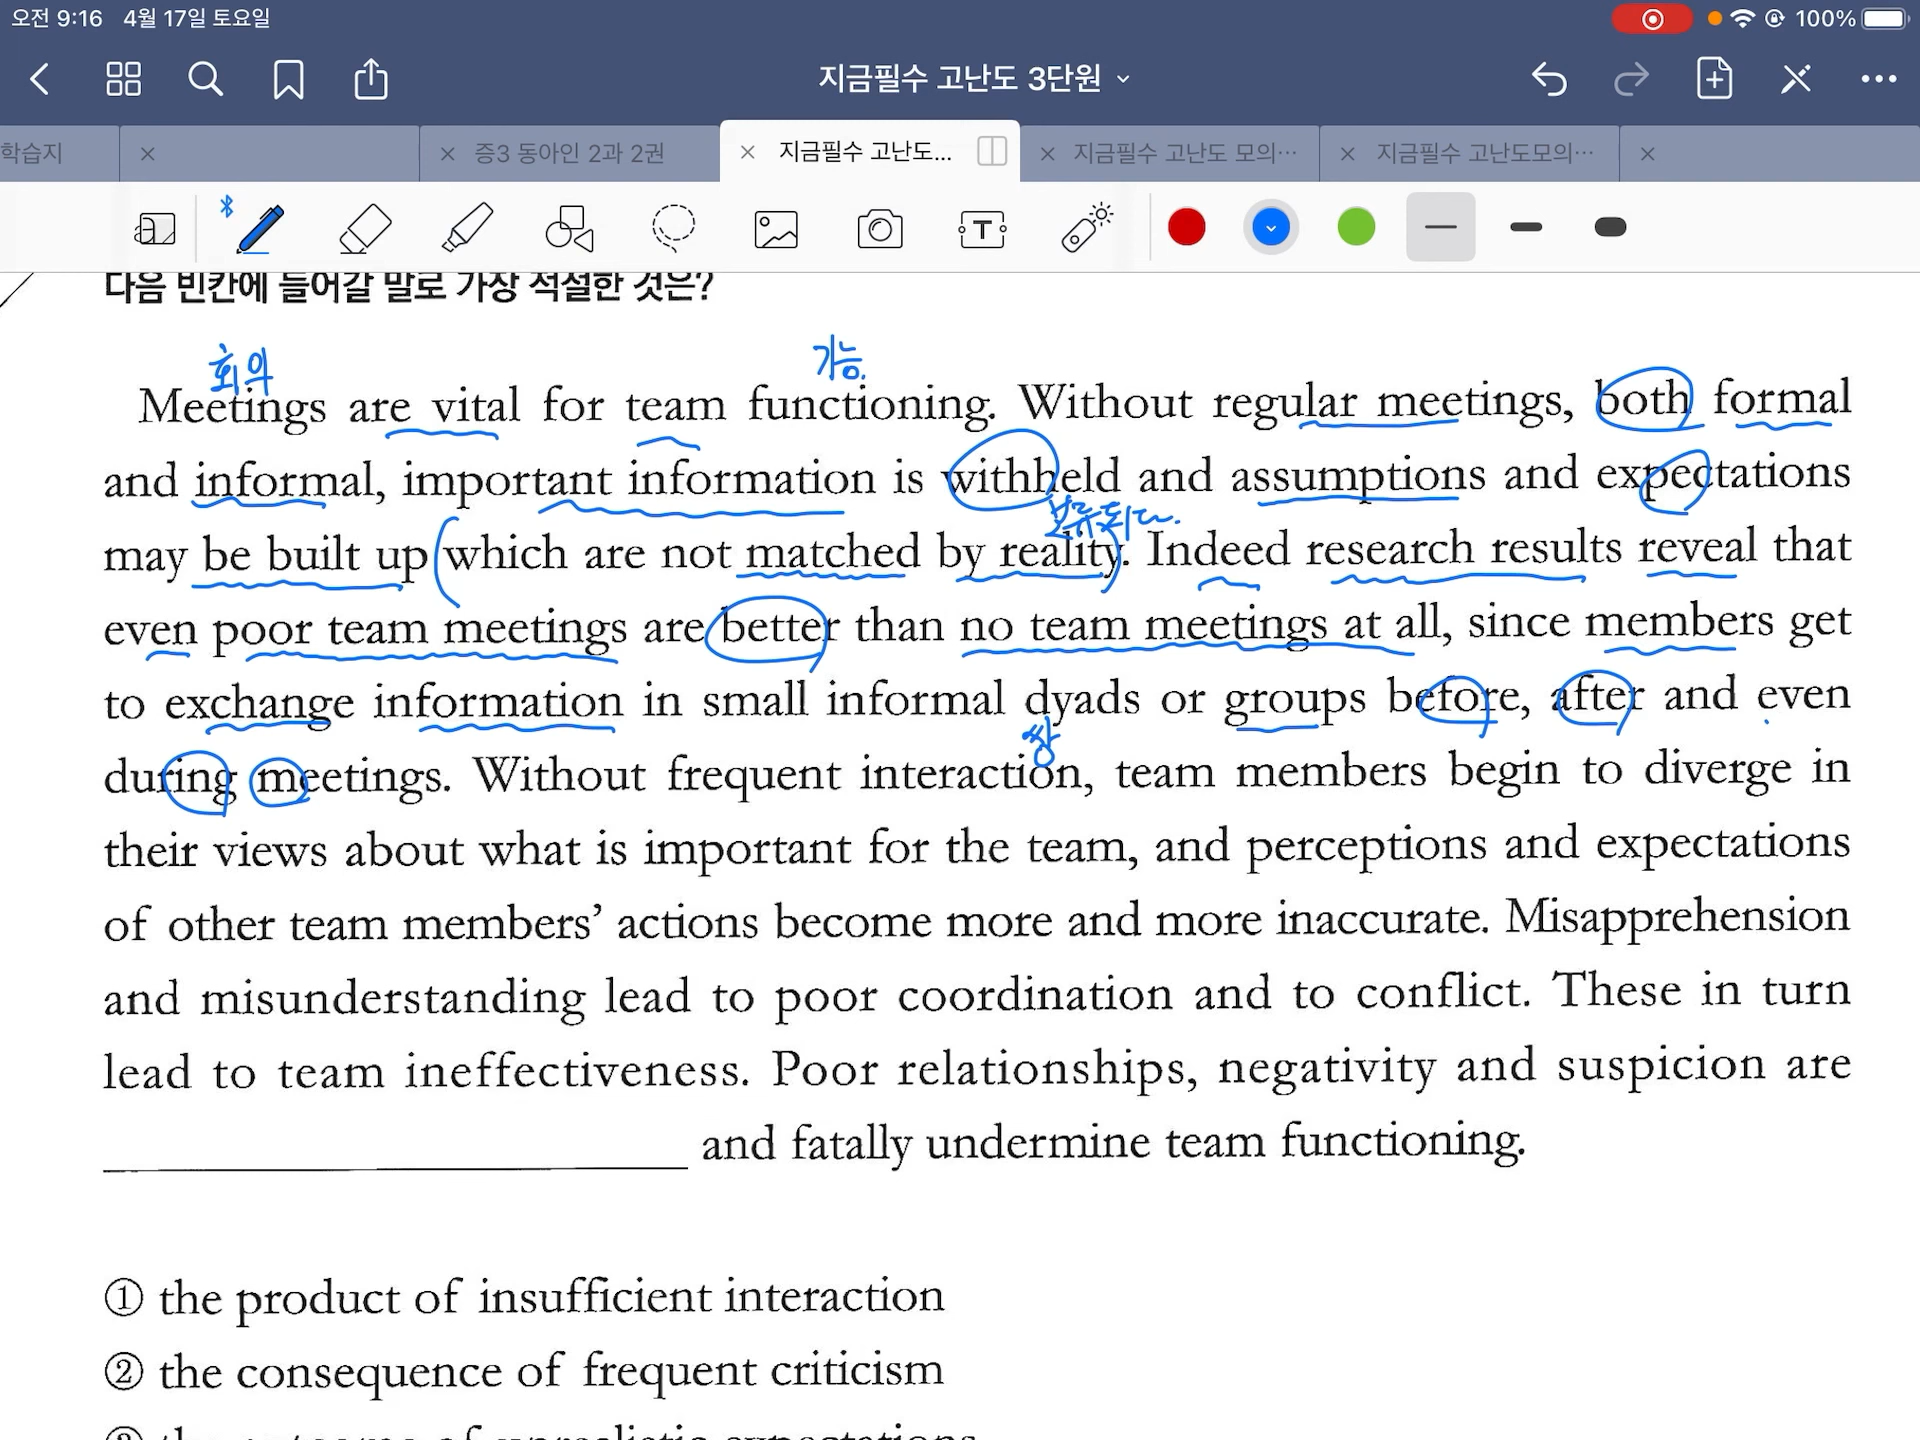 오전 9:16 4월 17일 토요일
100%
지금필수 고난도 3단원
학습지
중3 동아인 2과 2권
지금필수 고난도...
지금필수 고난도 모의...
지금필수 고난도모의...
다음 빈칸에 들어갈 말로 가장 적절한 것은?
회의
가능.
Meetings are vital for team functioning. Without regular meetings, both formal
and informal, important information is withheld and assumptions and expectations
보류되다.
may be built up (which are not matched by reality). Indeed research results reveal that
even poor team meetings are better than no team meetings at all, since members get
to exchange information in small informal dyads or groups before, after and even
쌍
during meetings. Without frequent interaction, team members begin to diverge in
their views about what is important for the team, and perceptions and expectations
of other team members’ actions become more and more inaccurate. Misapprehension
and misunderstanding lead to poor coordination and to conflict. These in turn
lead to team ineffectiveness. Poor relationships, negativity and suspicion are
and fatally undermine team functioning.
① the product of insufficient interaction
② the consequence of frequent criticism
③ the outcome of unrealistic expectations